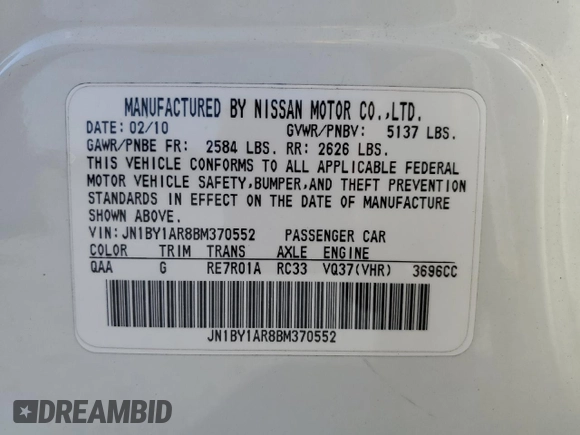 MANUFACTURED BY NISSAN MOTOR CO.,LTD.
DATE: 02/10 GVWR/PNBV: 5137 LBS.
GAWR/PNBE FR: 2584 LBS. RR: 2626 LBS.
THIS VEHICLE CONFORMS TO ALL APPLICABLE FEDERAL
MOTOR VEHICLE SAFETY,BUMPER,AND THEFT PREVENTION
STANDARDS IN EFFECT ON THE DATE OF MANUFACTURE
SHOWN ABOVE.
VIN:JN1BY1AR8BM370552 PASSENGER CAR
COLOR TRIM TRANS AXLE ENGINE
QAA G RE7R01A RC33 VQ37(VHR) 3696CC
JN1BY1AR8BM370552
DREAMBID